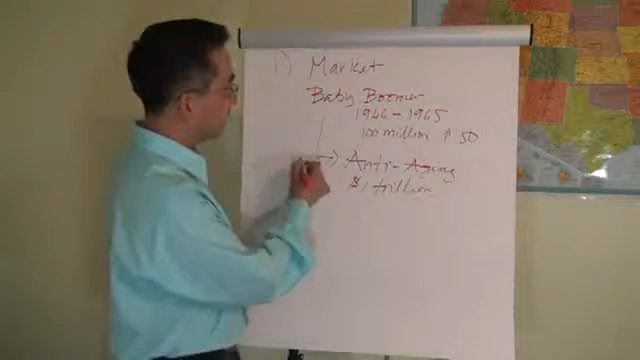 1) Market
Baby Boomer
1946 - 1965
100 million ↑ 50
→ Anti-Aging
$1 trillion